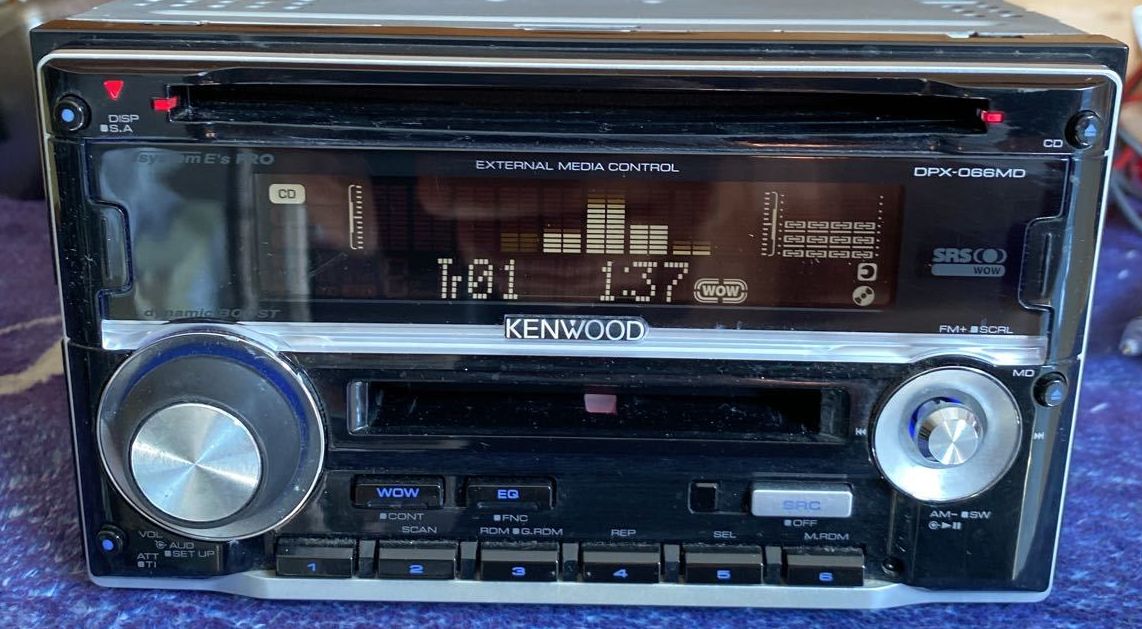 DISP
■S.A
CD
system E's PRO
EXTERNAL MEDIA CONTROL
DPX-066MD
CD
SRS
WOW
Tr01 1:37 WOW
dynamic BOOST
KENWOOD
FM+ ■SCRL
MD
WOW
EQ
SRC
■CONT
■FNC
■OFF
AM- ■SW
SCAN
RDM ■G.RDM
REP
SEL
M.RDM
VOL
AUD
■SET UP
ATT
■TI
1 2 3 4 5 6